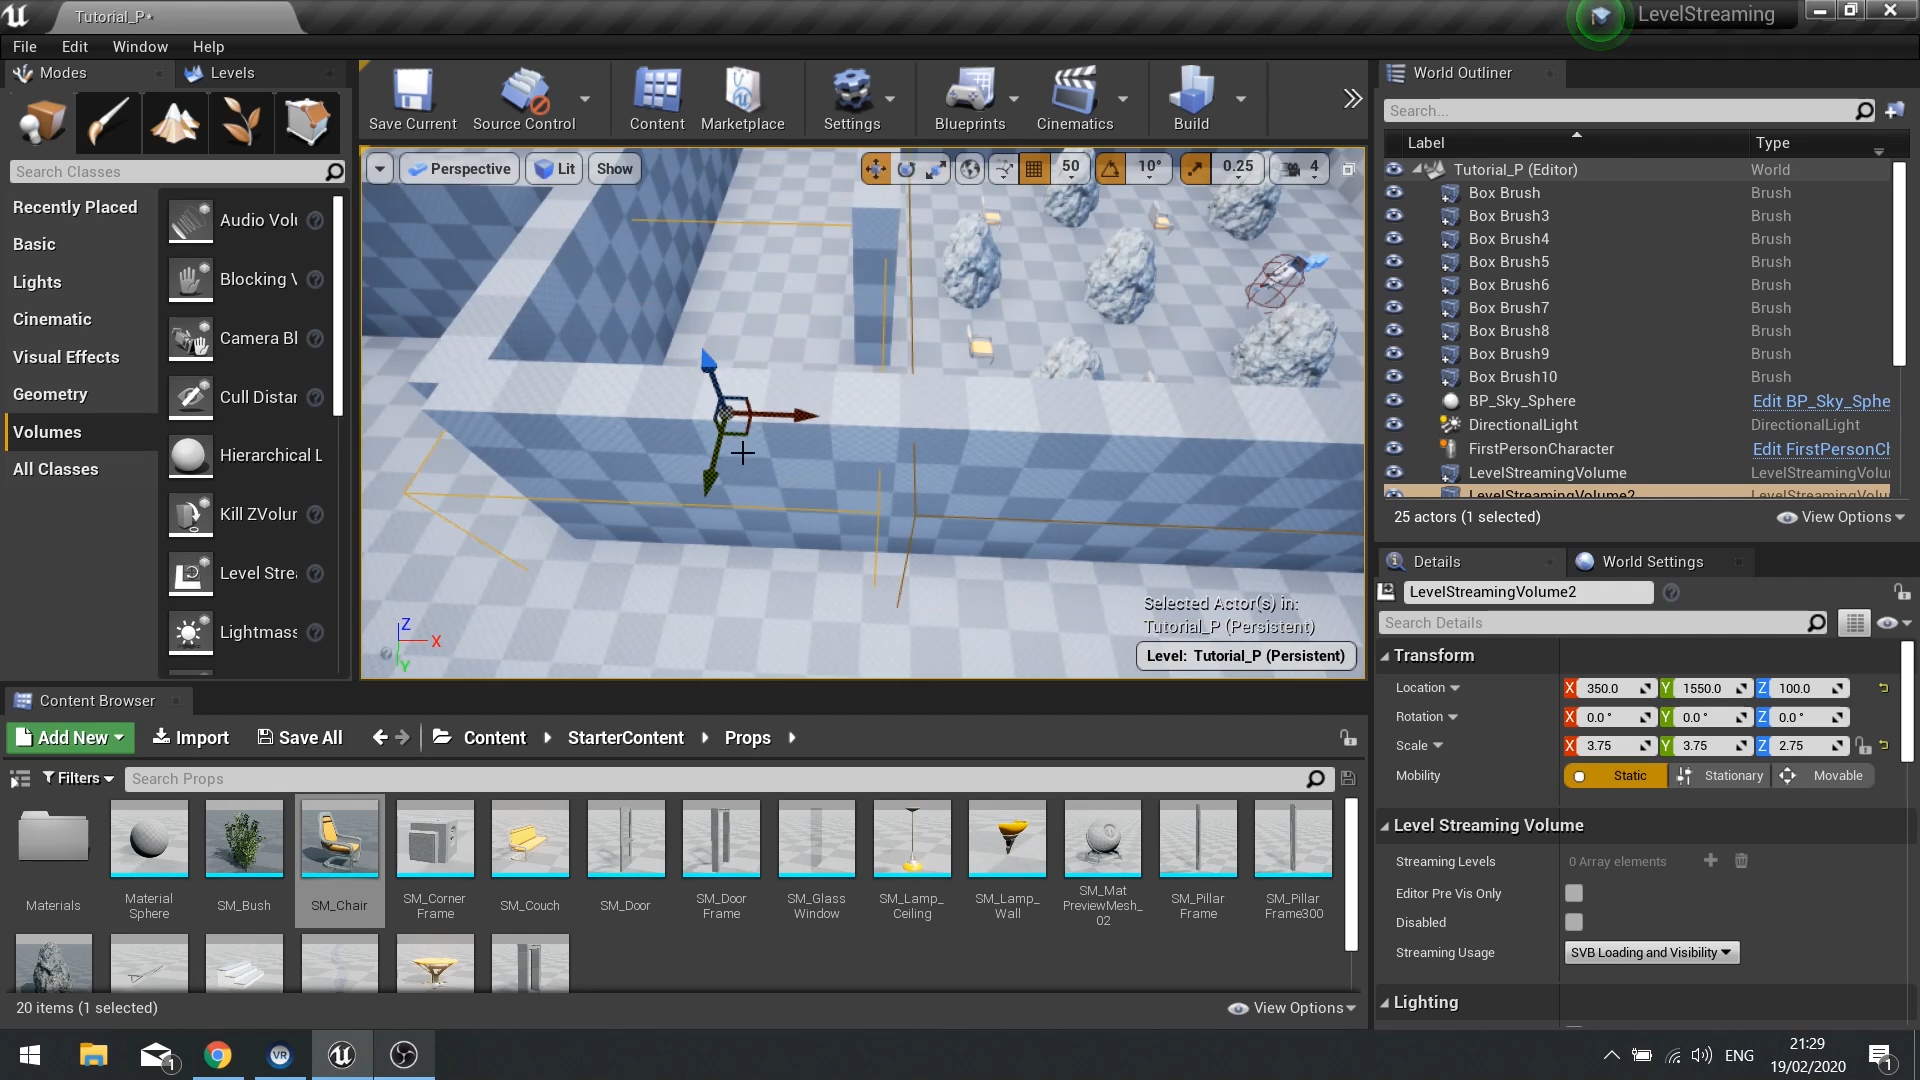 Tutorial_P•
LevelStreaming
File Edit Window Help
Modes
Levels
Search Classes
Recently Placed
Basic
Lights
Cinematic
Visual Effects
Geometry
Volumes
All Classes
Audio Volu
Blocking V
Camera Bl
Cull Distan
Hierarchical L
Kill ZVolum
Level Strea
Lightmass
Save Current
Source Control
Content
Marketplace
Settings
Blueprints
Cinematics
Build
Perspective
Lit
Show
50
10°
0.25
4
Z
X
Y
Selected Actor(s) in:
Tutorial_P (Persistent)
Level: Tutorial_P (Persistent)
World Outliner
Search...
Label Type
Tutorial_P (Editor) World
Box Brush Brush
Box Brush3 Brush
Box Brush4 Brush
Box Brush5 Brush
Box Brush6 Brush
Box Brush7 Brush
Box Brush8 Brush
Box Brush9 Brush
Box Brush10 Brush
BP_Sky_Sphere Edit BP_Sky_Sphe
DirectionalLight DirectionalLight
FirstPersonCharacter Edit FirstPersonCh
LevelStreamingVolume LevelStreamingVolu
LevelStreamingVolume2 LevelStreamingVolu
25 actors (1 selected)
View Options
Details
World Settings
LevelStreamingVolume2
Search Details
Transform
Location X 350.0 Y 1550.0 Z 100.0
Rotation X 0.0 ° Y 0.0 ° Z 0.0 °
Scale X 3.75 Y 3.75 Z 2.75
Mobility Static Stationary Movable
Level Streaming Volume
Streaming Levels 0 Array elements
Editor Pre Vis Only
Disabled
Streaming Usage SVB Loading and Visibility
Lighting
Content Browser
Add New
Import
Save All
Content
StarterContent
Props
Filters
Search Props
Materials
Material
Sphere
SM_Bush
SM_Chair
SM_Corner
Frame
SM_Couch
SM_Door
SM_Door
Frame
SM_Glass
Window
SM_Lamp_
Ceiling
SM_Lamp_
Wall
SM_Mat
PreviewMesh_
02
SM_Pillar
Frame
SM_Pillar
Frame300
20 items (1 selected)
View Options
1
VR
ENG
21:29
19/02/2020
1